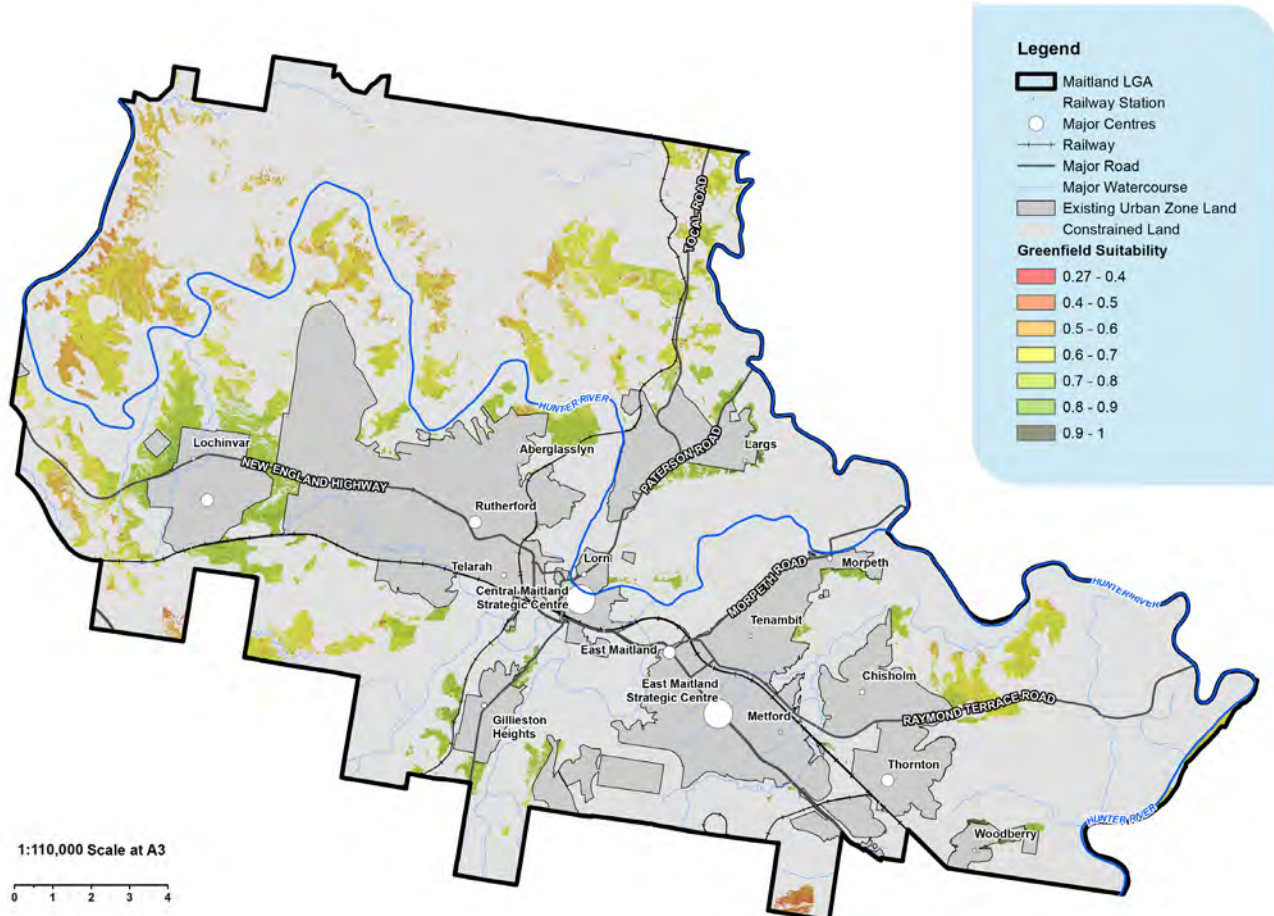 Legend
Maitland LGA
Railway Station
Major Centres
Railway
Major Road
Major Watercourse
Existing Urban Zone Land
Constrained Land
Greenfield Suitability
0.27 - 0.4
0.4 - 0.5
0.5 - 0.6
0.6 - 0.7
0.7 - 0.8
0.8 - 0.9
0.9 - 1
TOCAL ROAD
HUNTER RIVER
Lochinvar
Aberglasslyn
PATERSON ROAD
Largs
NEW ENGLAND HIGHWAY
Rutherford
Lorn
Telarah
Central Maitland
Strategic Centre
MORPETH ROAD
Morpeth
HUNTER RIVER
Tenambit
East Maitland
East Maitland
Strategic Centre
Chisholm
Metford
RAYMOND TERRACE ROAD
Gillieston
Heights
Thornton
HUNTER RIVER
Woodberry
1:110,000 Scale at A3
0 1 2 3 4